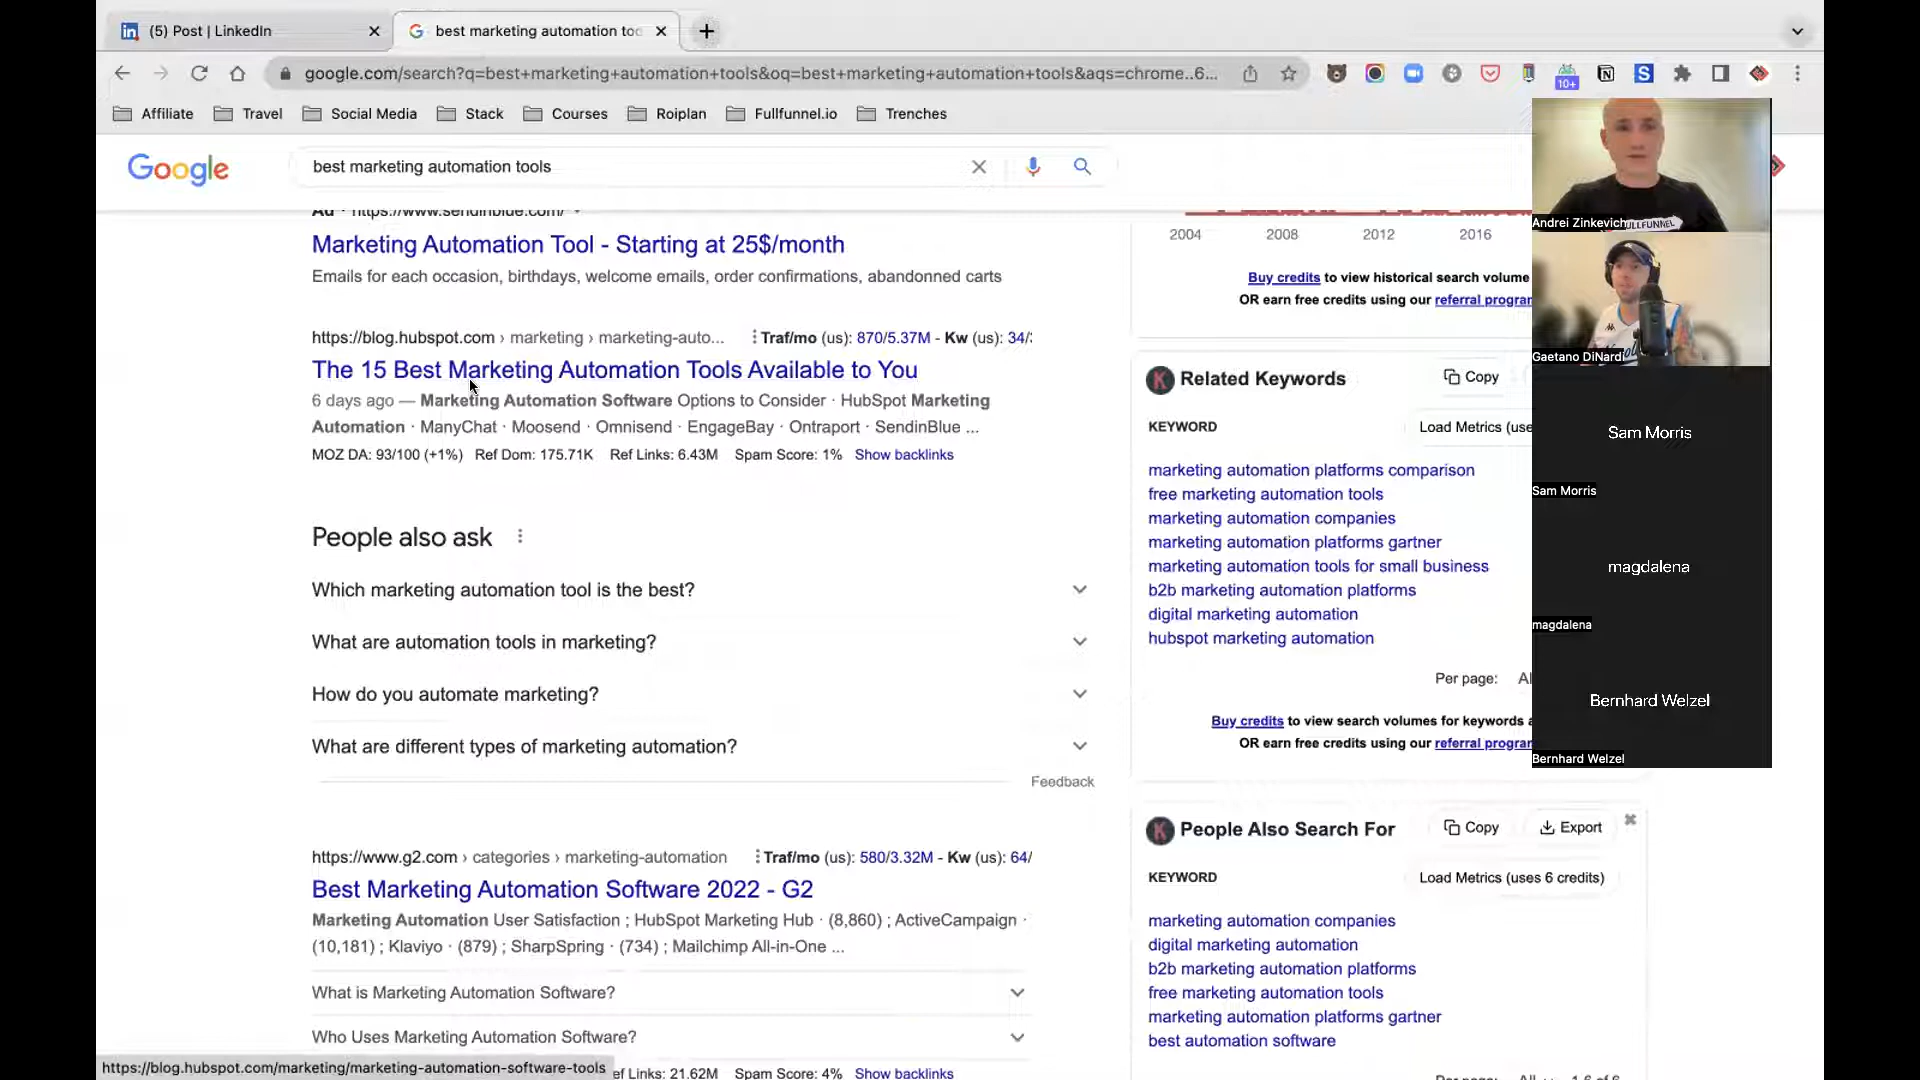 (5) Post | LinkedIn
best marketing automation too
google.com/search?q=best+marketing+automation+tools&oq=best+marketing+automation+tools&aqs=chrome..6...
10+
Affiliate
Travel
Social Media
Stack
Courses
Roiplan
Fullfunnel.io
Trenches
Google
best marketing automation tools
Ad · https://www.sendinblue.com/
Marketing Automation Tool - Starting at 25$/month
Emails for each occasion, birthdays, welcome emails, order confirmations, abandonned carts
https://blog.hubspot.com › marketing › marketing-auto...
Traf/mo (us): 870/5.37M - Kw (us): 34/
The 15 Best Marketing Automation Tools Available to You
6 days ago — Marketing Automation Software Options to Consider · HubSpot Marketing
Automation · ManyChat · Moosend · Omnisend · EngageBay · Ontraport · SendinBlue ...
MOZ DA: 93/100 (+1%) Ref Dom: 175.71K Ref Links: 6.43M Spam Score: 1% Show backlinks
People also ask
Which marketing automation tool is the best?
What are automation tools in marketing?
How do you automate marketing?
What are different types of marketing automation?
Feedback
https://www.g2.com › categories › marketing-automation
Traf/mo (us): 580/3.32M - Kw (us): 64/
Best Marketing Automation Software 2022 - G2
Marketing Automation User Satisfaction ; HubSpot Marketing Hub · (8,860) ; ActiveCampaign ·
(10,181) ; Klaviyo · (879) ; SharpSpring · (734) ; Mailchimp All-in-One ...
What is Marketing Automation Software?
Who Uses Marketing Automation Software?
https://blog.hubspot.com/marketing/marketing-automation-software-tools
ef Links: 21.62M Spam Score: 4% Show backlinks
2004 2008 2012 2016
Buy credits to view historical search volume
OR earn free credits using our referral progra
Related Keywords
Copy
KEYWORD
Load Metrics (use
marketing automation platforms comparison
free marketing automation tools
marketing automation companies
marketing automation platforms gartner
marketing automation tools for small business
b2b marketing automation platforms
digital marketing automation
hubspot marketing automation
Per page: Al
Buy credits to view search volumes for keywords a
OR earn free credits using our referral progra
People Also Search For
Copy
Export
KEYWORD
Load Metrics (uses 6 credits)
marketing automation companies
digital marketing automation
b2b marketing automation platforms
free marketing automation tools
marketing automation platforms gartner
best automation software
ULLFUNNEL
Andrei Zinkevich
Gaetano DiNardi
Sam Morris
Sam Morris
magdalena
magdalena
Bernhard Welzel
Bernhard Welzel